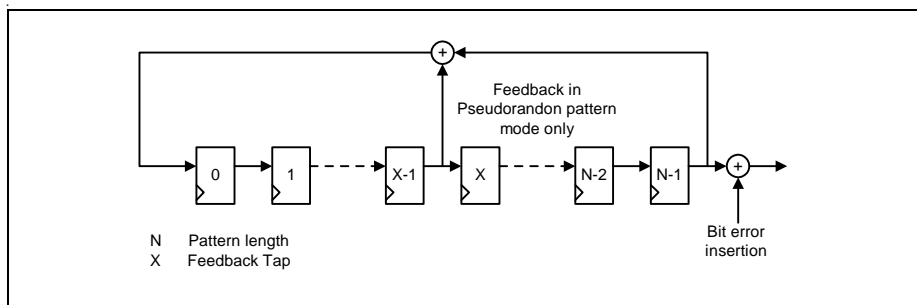 +
Feedback in
Pseudorandon pattern
mode only
0
1
X-1
X
N-2
N-1
+
Bit error
insertion
N Pattern length
X Feedback Tap